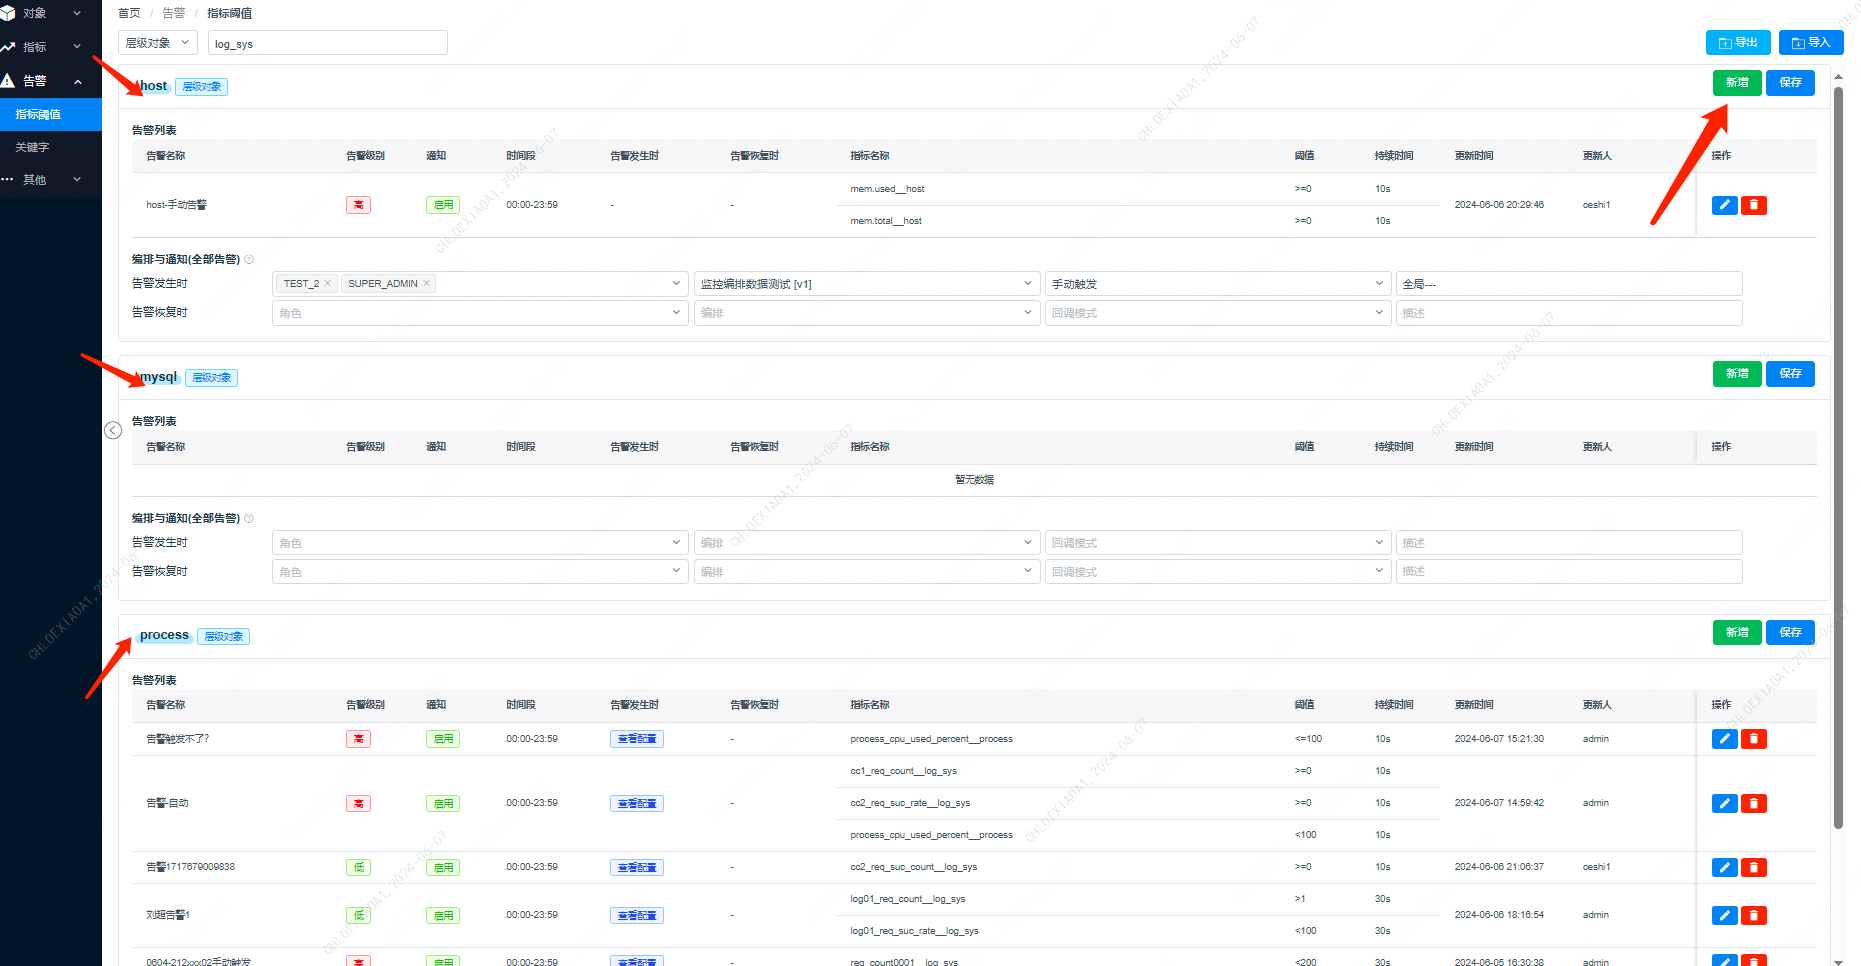 对象
指标
告警
指标阈值
关键字
其他
首页 / 告警 / 指标阈值
层级对象 log_sys 导出 导入
host 层级对象 新增 保存
告警列表
告警名称 告警级别 通知 时间段 告警发生时 告警恢复时 指标名称 阈值 持续时间 更新时间 更新人 操作
mem.used__host >=0 10s
host-手动告警 高 启用 00:00-23:59 - - 2024-06-06 20:29:46 ceshi1
mem.total__host >=0 10s
编排与通知(全部告警)
告警发生时 TEST_2 × SUPER_ADMIN × 监控编排数据测试 [v1] 手动触发 全局---
告警恢复时 角色 编排 回调模式 描述
mysql 层级对象 新增 保存
告警列表
告警名称 告警级别 通知 时间段 告警发生时 告警恢复时 指标名称 阈值 持续时间 更新时间 更新人 操作
暂无数据
编排与通知(全部告警)
告警发生时 角色 编排 回调模式 描述
告警恢复时 角色 编排 回调模式 描述
process 层级对象 新增 保存
告警列表
告警名称 告警级别 通知 时间段 告警发生时 告警恢复时 指标名称 阈值 持续时间 更新时间 更新人 操作
告警触发不了? 高 启用 00:00-23:59 查看配置 - process_cpu_used_percent__process <=100 10s 2024-06-07 15:21:30 admin
cc1_req_count__log_sys >=0 10s
告警-自动 高 启用 00:00-23:59 查看配置 - cc2_req_suc_rate__log_sys >=0 10s 2024-06-07 14:59:42 admin
process_cpu_used_percent__process <100 10s
告警1717679009838 低 启用 00:00-23:59 查看配置 - cc2_req_suc_count__log_sys >=0 10s 2024-06-06 21:06:37 ceshi1
log01_req_count__log_sys >1 30s
刘超告警1 低 启用 00:00-23:59 查看配置 - 2024-06-06 18:16:54 admin
log01_req_suc_rate__log_sys <100 30s
0604-212xxx02手动触发 高 启用 00:00-23:59 查看配置 - req_count0001__log_sys <200 30s 2024-06-05 16:30:38 admin
CHLOEXIAOA1,2024-06-07